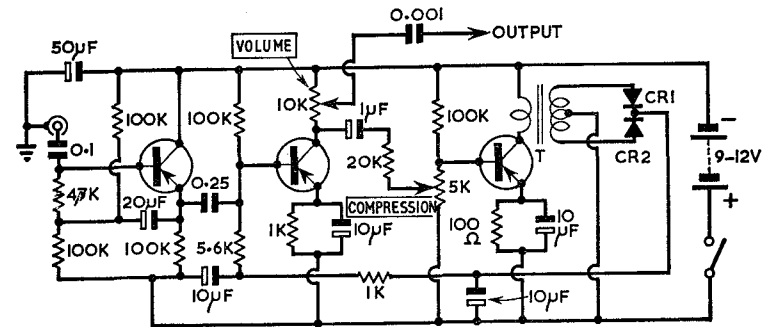 0.001
OUTPUT
50µF
VOLUME
10K
100K
100K
1µF
100K
CR1
CR2
T
0.1
20K
9-12V
−
+
47K
20µF
0.25
5K
COMPRESSION
100K
100K
5.6K
1K
10µF
100
Ω
10
µF
10µF
1K
10µF